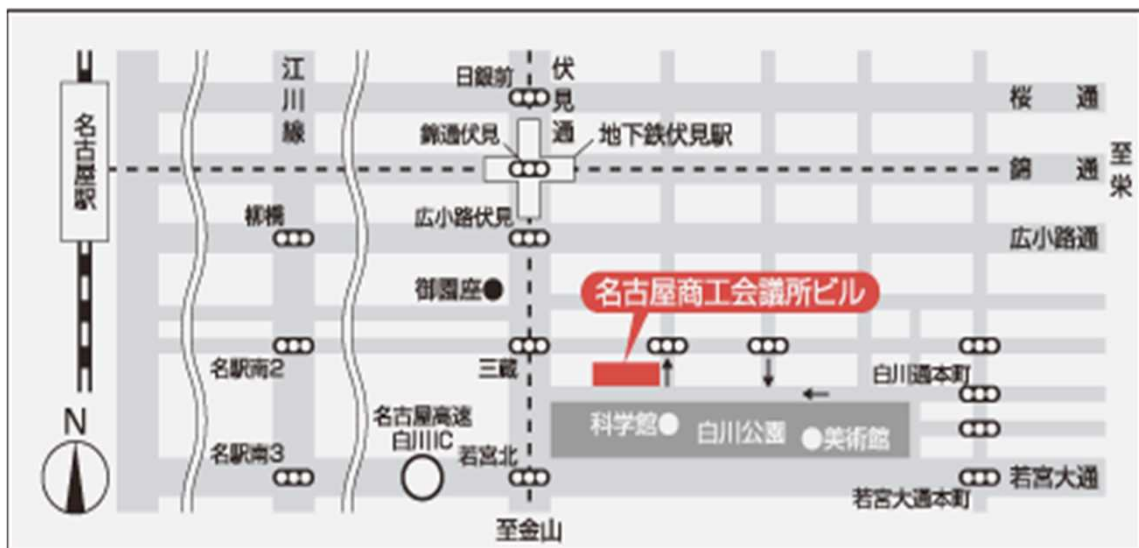 江川線
日銀前
伏見通
桜 通
名古屋駅
錦通伏見
地下鉄伏見駅
錦 通
至栄
柳橋
広小路伏見
広小路通
御園座
名古屋商工会議所ビル
名駅南2
三蔵
白川通本町
名古屋高速
白川IC
科学館
白川公園
美術館
N
名駅南3
若宮北
若宮大通
若宮大通本町
至金山